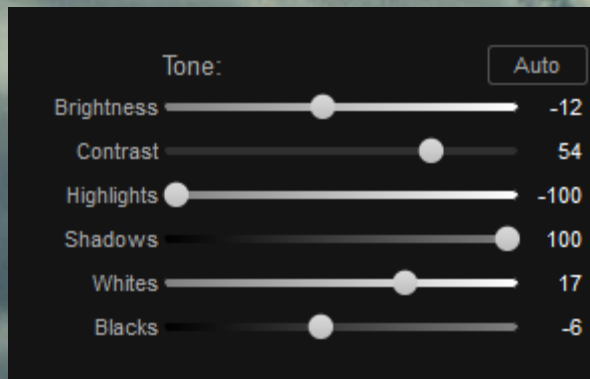 Tone: Auto
Brightness -12
Contrast 54
Highlights -100
Shadows 100
Whites 17
Blacks -6